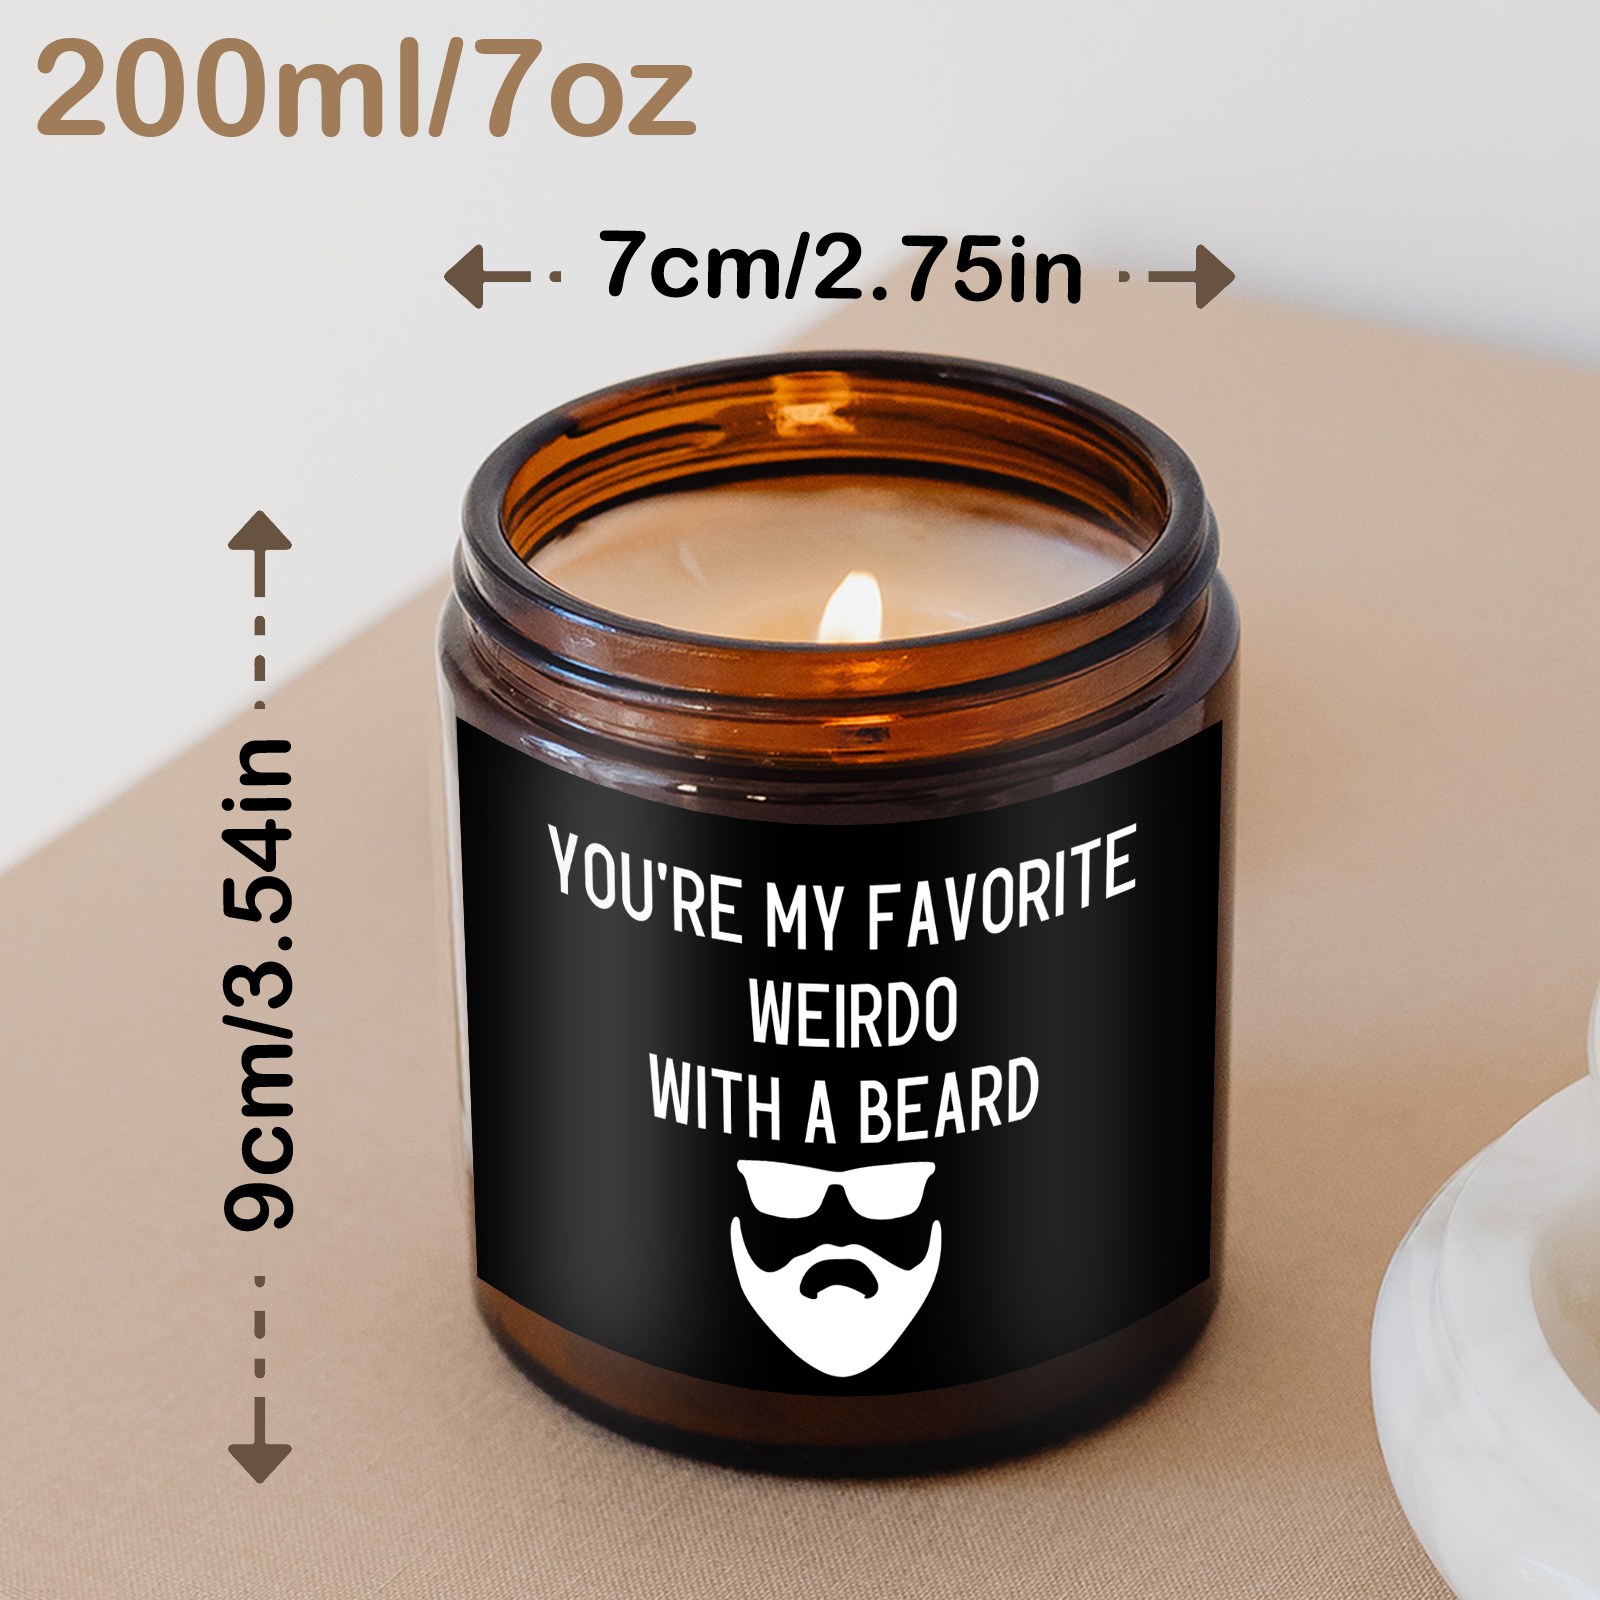 200ml/7oz
7cm/2.75in
9cm/3.54in
YOU'RE MY FAVORITE
WEIRDO
WITH A BEARD